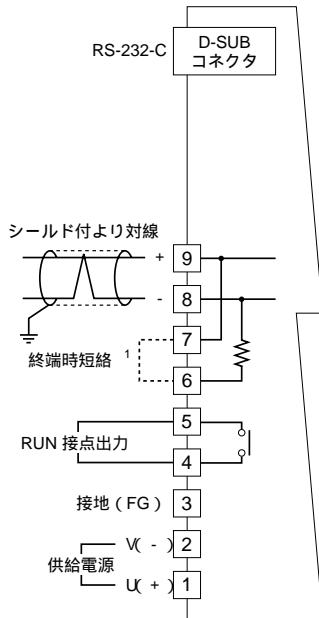 RS-232-C
D-SUB
コネクタ
シールド付より対線
+ 9
- 8
7
終端時短絡 1
6
5
RUN 接点出力
4
接地 ( FG ) 3
V( - ) 2
供給電源
U( + ) 1